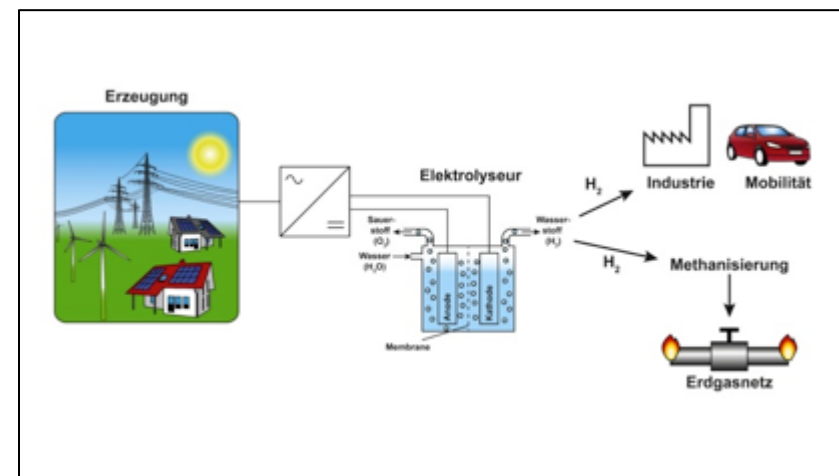 Erzeugung
Elektrolyseur
Sauer-
stoff
(O₂)
Wasser
(H₂O)
Wasser-
stoff
(H₂)
Anode
Kathode
Membrane
H₂
Industrie
Mobilität
H₂
Methanisierung
Erdgasnetz